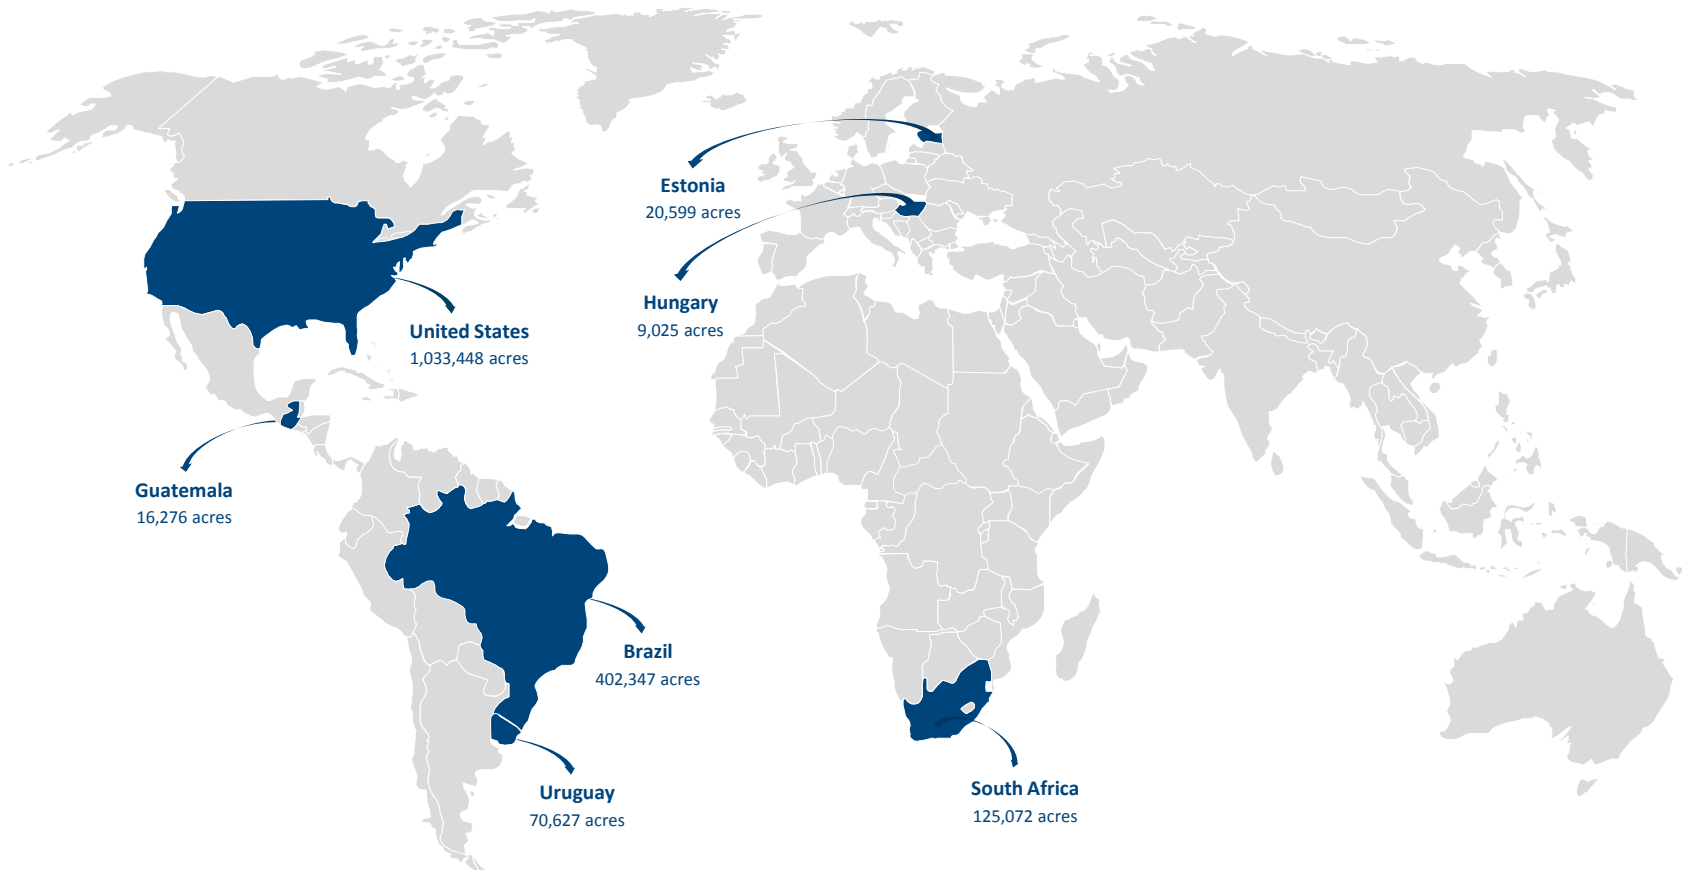 Estonia
20,599 acres
Hungary
9,025 acres
United States
1,033,448 acres
Guatemala
16,276 acres
Brazil
402,347 acres
Uruguay
70,627 acres
South Africa
125,072 acres